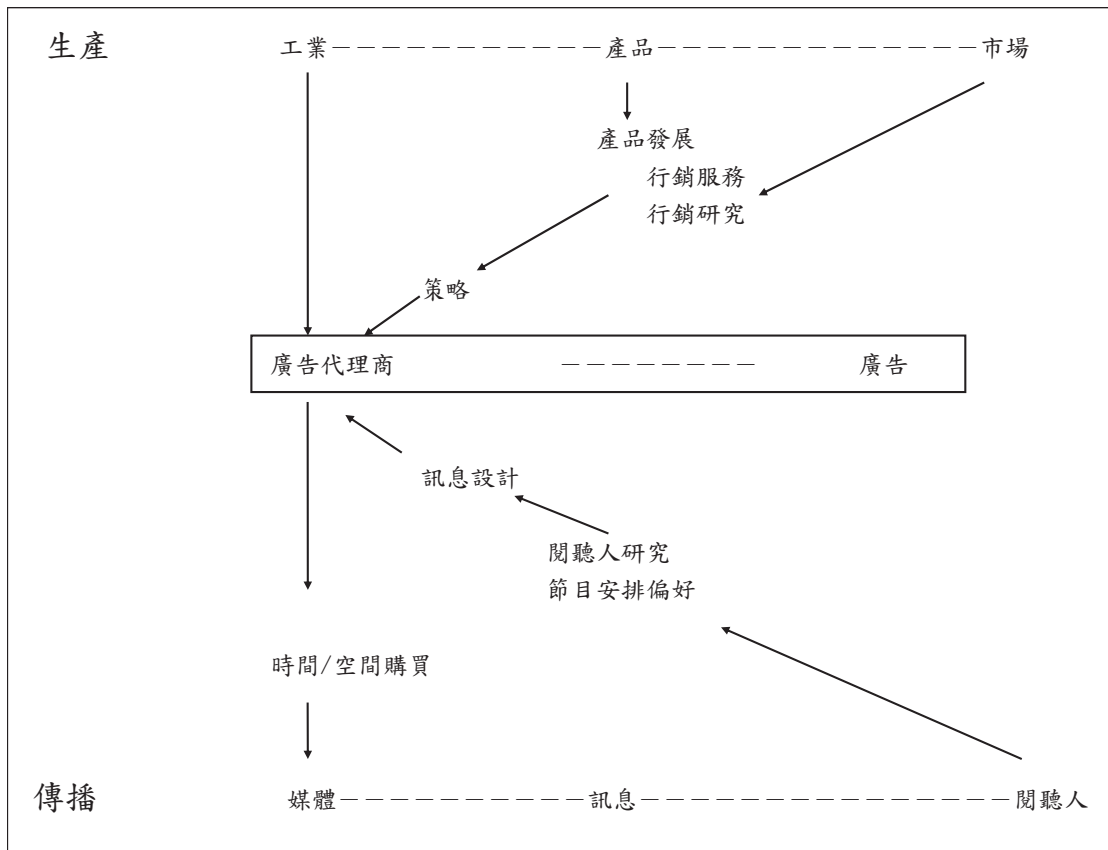 生產 工業 產品 市場
產品發展
行銷服務
行銷研究
策略
廣告代理商 廣告
訊息設計
閱聽人研究
節目安排偏好
時間/空間購買
傳播 媒體 訊息 閱聽人